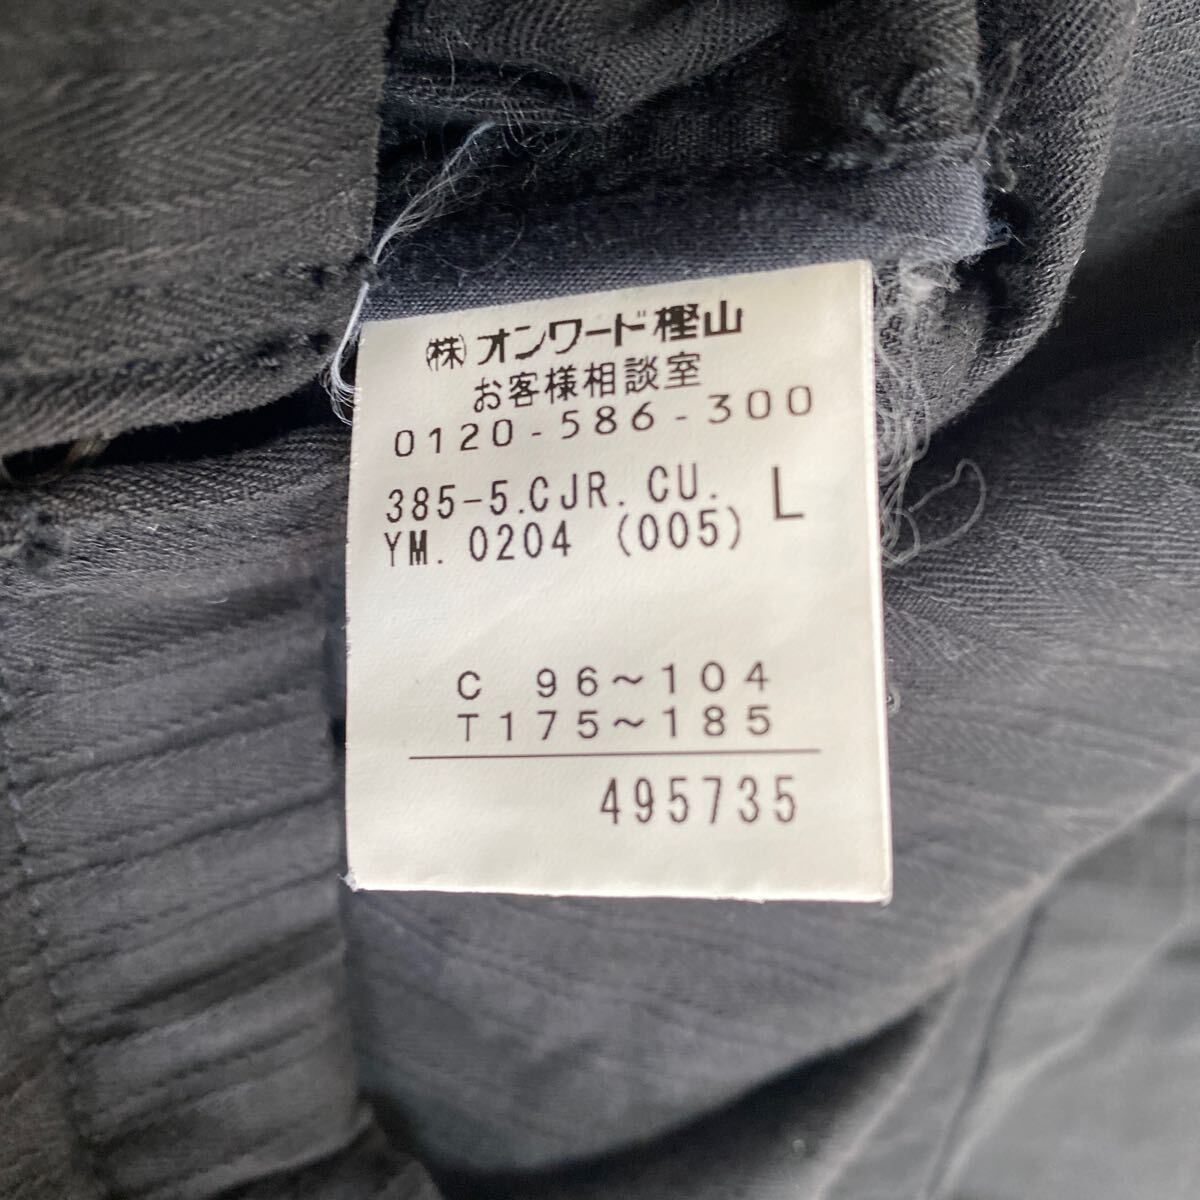 ㈱オンワード樫山
お客様相談室
0120-586-300
385-5.CJR.CU. L
YM.0204 (005)
C 96〜104
T175〜185
495735